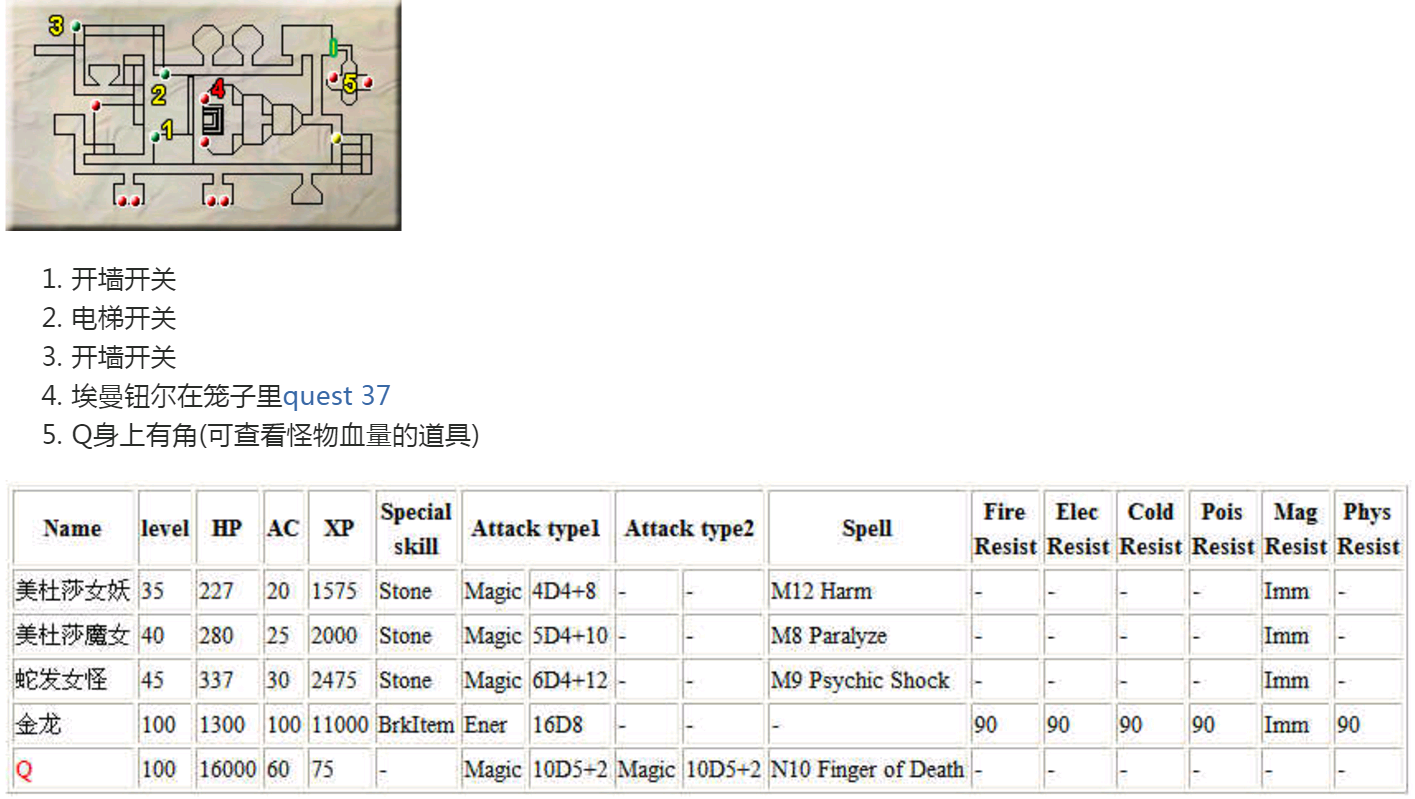 3
2
4
5
1
1. 开墙开关
2. 电梯开关
3. 开墙开关
4. 埃曼钮尔在笼子里quest 37
5. Q身上有角(可查看怪物血量的道具)
Name level HP AC XP Special skill Attack type1 Attack type2 Spell Fire Resist Elec Resist Cold Resist Pois Resist Mag Resist Phys Resist
美杜莎女妖 35 227 20 1575 Stone Magic 4D4+8 - - M12 Harm - - - - Imm -
美杜莎魔女 40 280 25 2000 Stone Magic 5D4+10 - - M8 Paralyze - - - - Imm -
蛇发女怪 45 337 30 2475 Stone Magic 6D4+12 - - M9 Psychic Shock - - - - Imm -
金龙 100 1300 100 11000 BrkItem Ener 16D8 - - - 90 90 90 90 Imm 90
Q 100 16000 60 75 - Magic 10D5+2 Magic 10D5+2 N10 Finger of Death - - - - - -